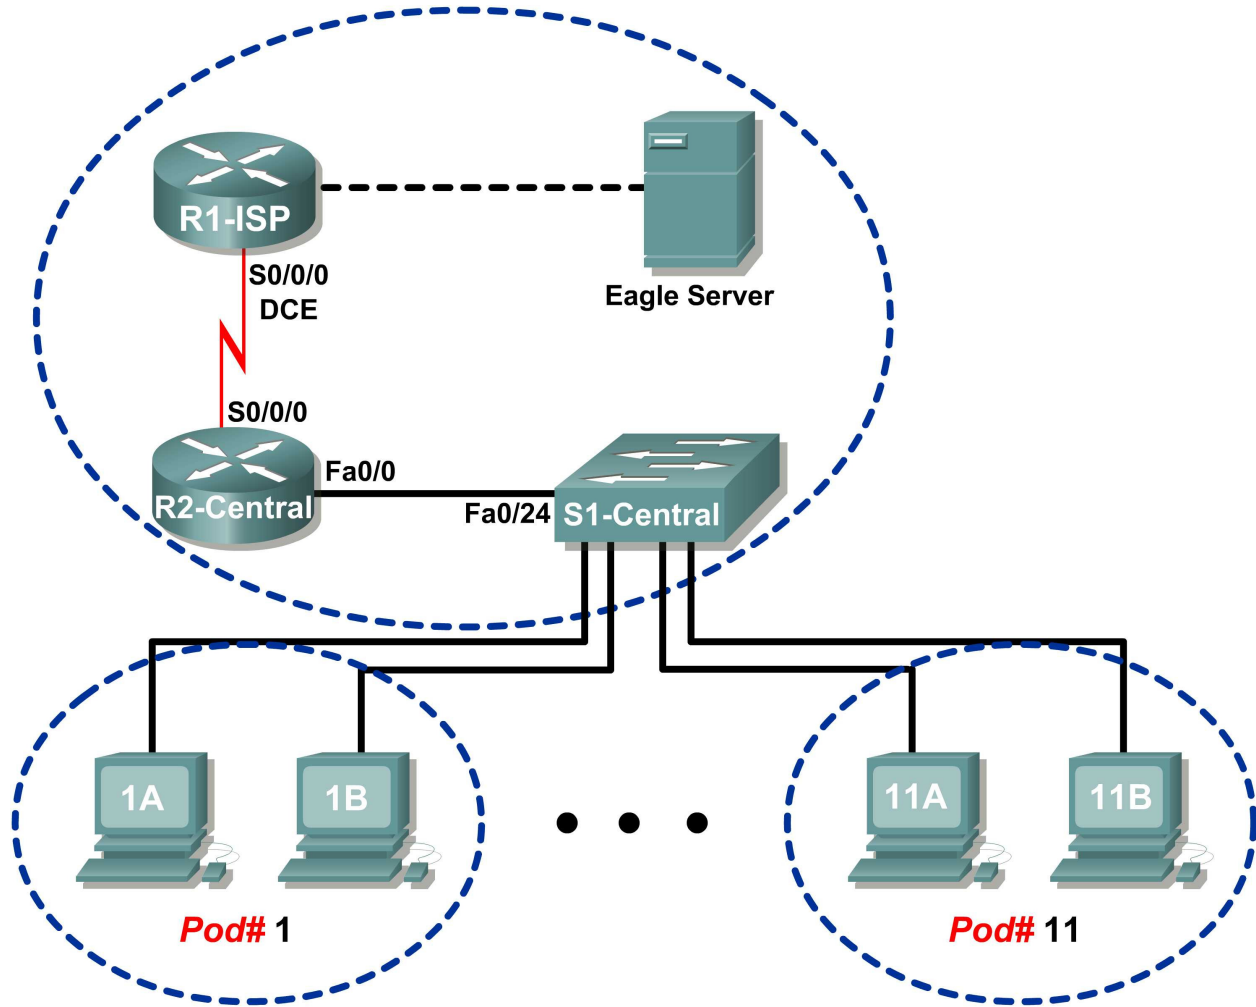 R1-ISP
S0/0/0
DCE
Eagle Server
S0/0/0
R2-Central
Fa0/0
Fa0/24
S1-Central
1A
1B
11A
11B
Pod# 1
Pod# 11